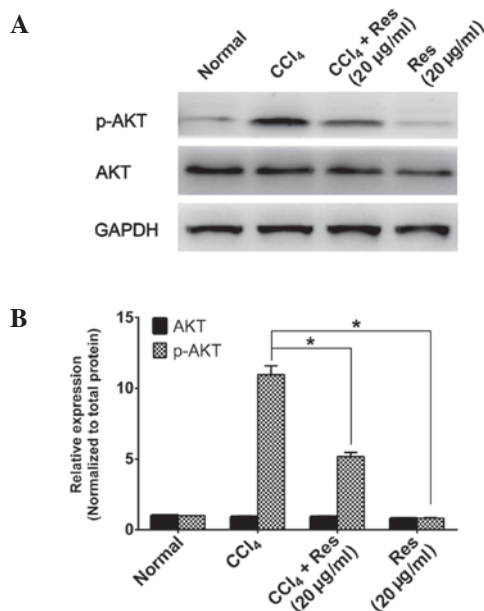 A
Normal
CCl₄
CCl₄ + Res
(20 µg/ml)
Res
(20 µg/ml)
p-AKT
AKT
GAPDH
B
Relative expression
(Normalized to total protein)
15
10
5
0
AKT
p-AKT
*
*
Normal
CCl₄
CCl₄ + Res
(20 µg/ml)
Res
(20 µg/ml)